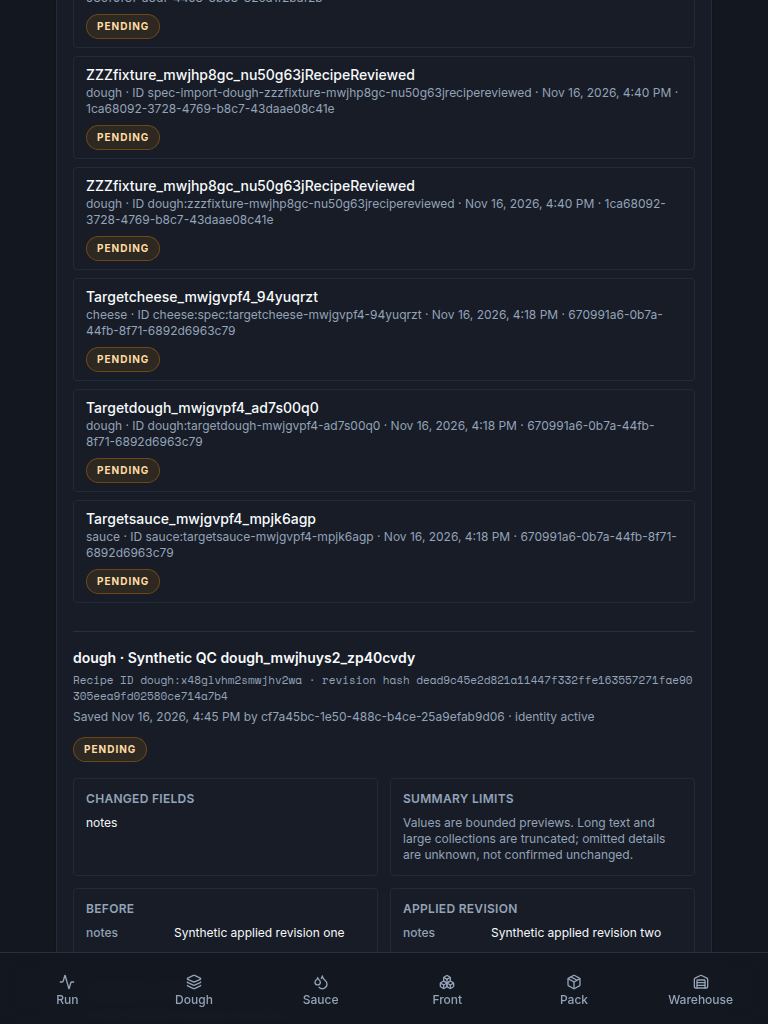 PENDING
ZZZfixture_mwjhp8gc_nu50g63jRecipeReviewed
dough · ID spec-import-dough-zzzfixture-mwjhp8gc-nu50g63jrecipereviewed · Nov 16, 2026, 4:40 PM ·
1ca68092-3728-4769-b8c7-43daae08c41e
PENDING
ZZZfixture_mwjhp8gc_nu50g63jRecipeReviewed
dough · ID dough:zzzfixture-mwjhp8gc-nu50g63jrecipereviewed · Nov 16, 2026, 4:40 PM · 1ca68092-
3728-4769-b8c7-43daae08c41e
PENDING
Targetcheese_mwjgvpf4_94yuqrzt
cheese · ID cheese:spec:targetcheese-mwjgvpf4-94yuqrzt · Nov 16, 2026, 4:18 PM · 670991a6-0b7a-
44fb-8f71-6892d6963c79
PENDING
Targetdough_mwjgvpf4_ad7s00q0
dough · ID dough:targetdough-mwjgvpf4-ad7s00q0 · Nov 16, 2026, 4:18 PM · 670991a6-0b7a-44fb-
8f71-6892d6963c79
PENDING
Targetsauce_mwjgvpf4_mpjk6agp
sauce · ID sauce:targetsauce-mwjgvpf4-mpjk6agp · Nov 16, 2026, 4:18 PM · 670991a6-0b7a-44fb-8f71-
6892d6963c79
PENDING
dough · Synthetic QC dough_mwjhuys2_zp40cvdy
Recipe ID dough:x48glvhm2smwjhv2wa · revision hash dead9c45e2d821a11447f332ffe163557271fae90
305eea9fd02580ce714a7b4
Saved Nov 16, 2026, 4:45 PM by cf7a45bc-1e50-488c-b4ce-25a9efab9d06 · identity active
PENDING
CHANGED FIELDS
notes
SUMMARY LIMITS
Values are bounded previews. Long text and
large collections are truncated; omitted details
are unknown, not confirmed unchanged.
BEFORE
notes Synthetic applied revision one
APPLIED REVISION
notes Synthetic applied revision two
Run
Dough
Sauce
Front
Pack
Warehouse